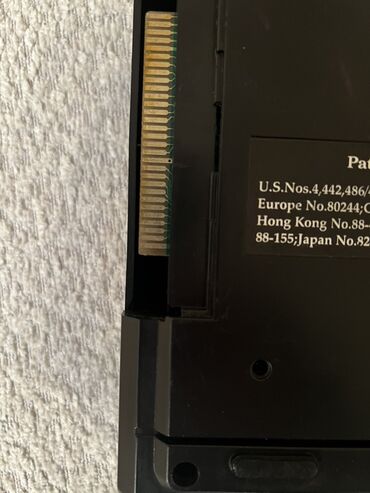 Pat
U.S.Nos.4,442,486/
Europe No.80244;C
Hong Kong No.88-
88-155;Japan No.82